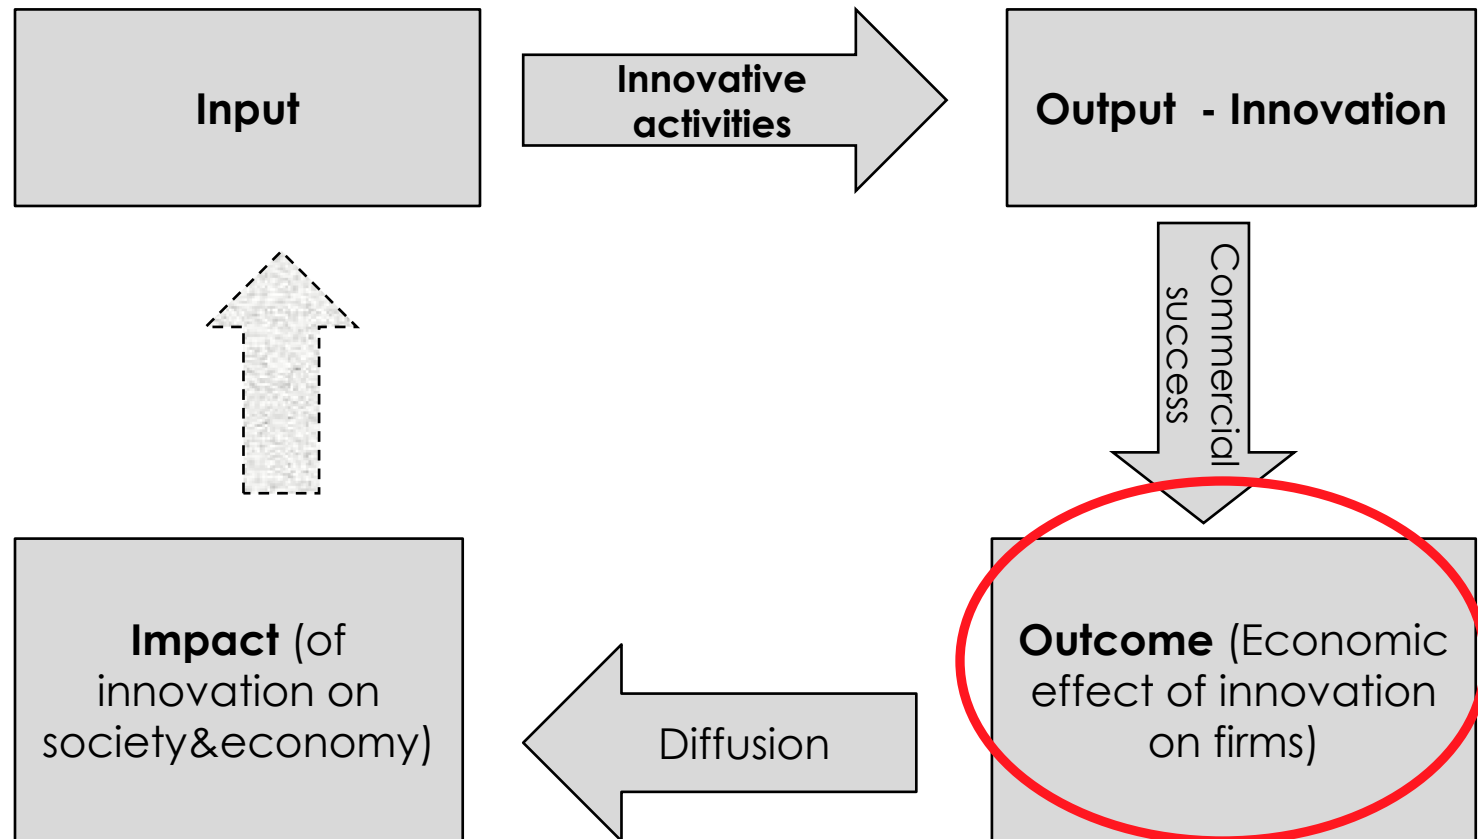 Input
Innovative
activities
Output - Innovation
Commercial
success
Impact (of
innovation on
society&economy)
Diffusion
Outcome (Economic
effect of innovation
on firms)